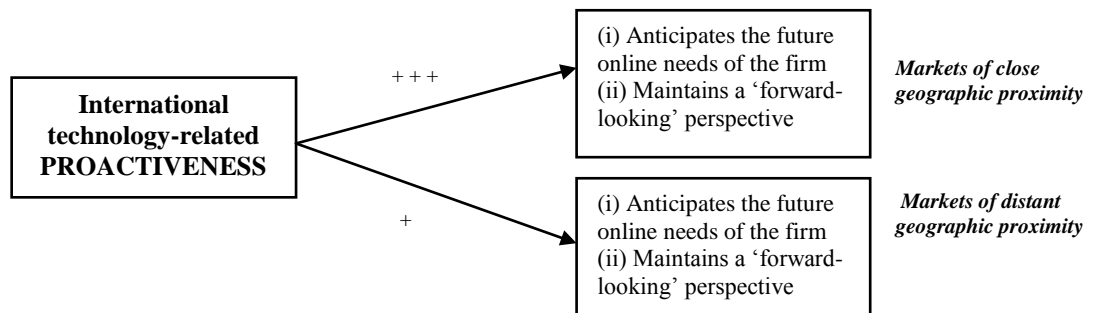 International
technology-related
PROACTIVENESS
+ + +
(i) Anticipates the future
online needs of the firm
(ii) Maintains a ‘forward-
looking’ perspective
Markets of close
geographic proximity
+
(i) Anticipates the future
online needs of the firm
(ii) Maintains a ‘forward-
looking’ perspective
Markets of distant
geographic proximity